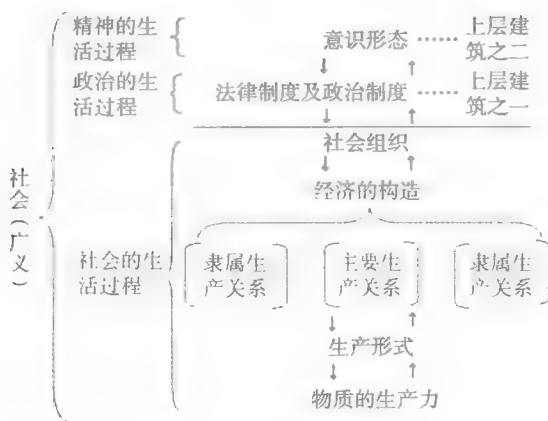 精神的生
活过程
意识形态 …… 上层建
筑之二
政治的生
活过程
法律制度及政治制度 …… 上层建
筑之一
社会（广义）
社会的生
活过程
社会组织
经济的构造
隶属生
产关系
主要生
产关系
隶属生
产关系
生产形式
物质的生产力